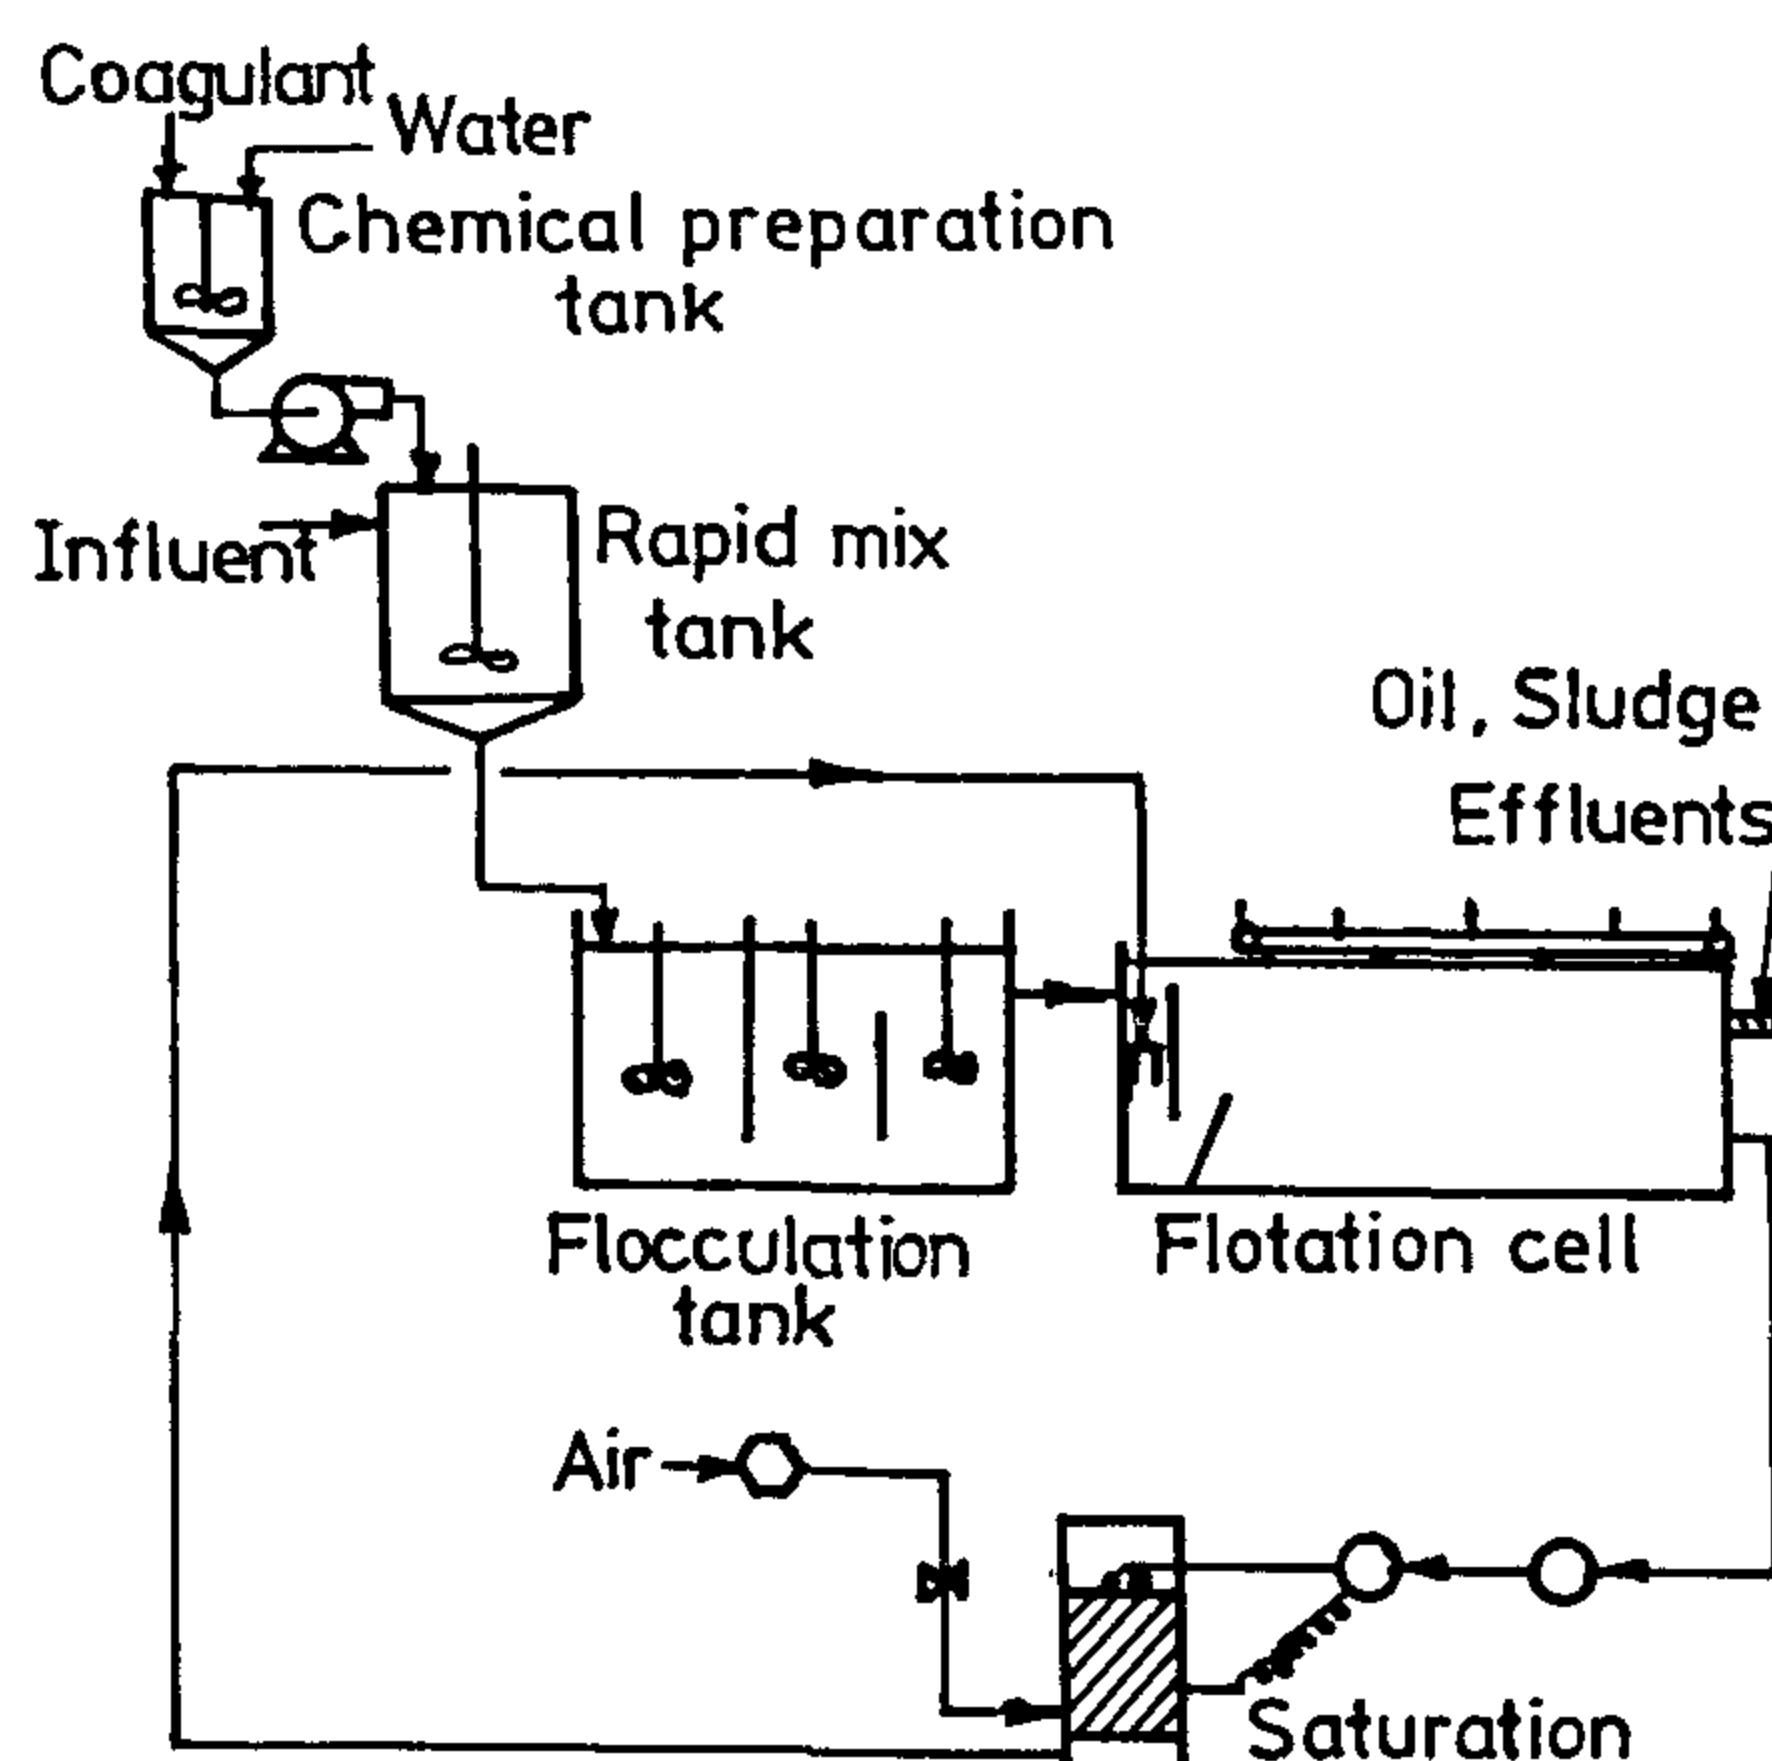 Coagulant
Water
Chemical preparation
tank
Influent
Rapid mix
tank
Oil, Sludge
Effluents
Flocculation
tank
Flotation cell
Air
Saturation